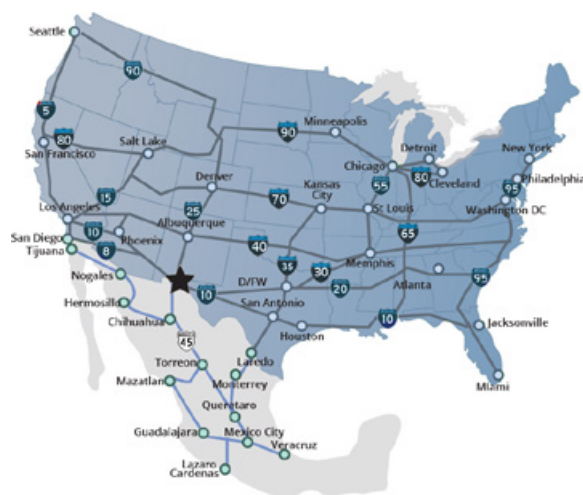 Seattle
90
5
80
San Francisco
Salt Lake
Minneapolis
90
Chicago
Detroit
80
Cleveland
New York
Philadelphia
95
Washington DC
Denver
Kansas
City
55
70
St Louis
65
15
25
Los Angeles
10
Phoenix
Albuquerque
40
Memphis
San Diego
8
Tijuana
35
30
D/FW
20
Atlanta
95
Nogales
10
San Antonio
10
Jacksonville
Hermosillo
Chihuahua
Houston
45
Laredo
Miami
Torreon
Mazatlan
Monterrey
Queretaro
Guadalajara
Mexico City
Veracruz
Lazaro
Cardenas